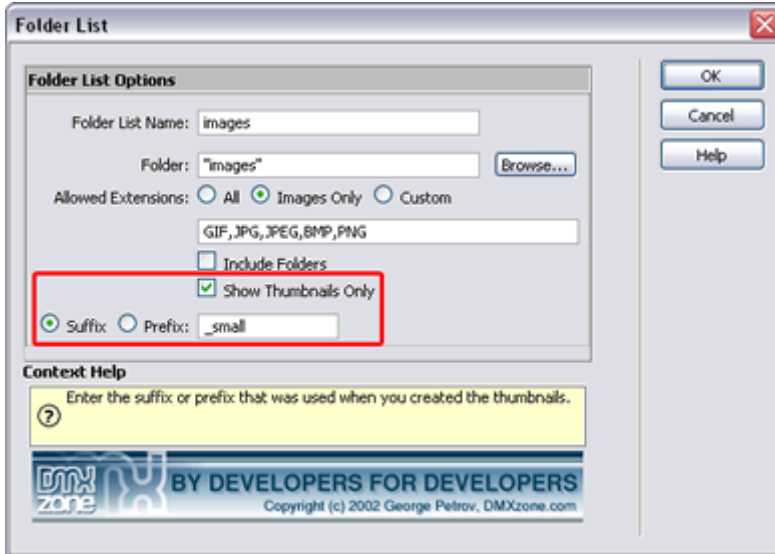 Folder List
Folder List Options
Folder List Name: images
Folder: "images" Browse...
Allowed Extensions: All Images Only Custom
GIF,JPG,JPEG,BMP,PNG
Include Folders
Show Thumbnails Only
Suffix Prefix: _small
OK
Cancel
Help
Context Help
Enter the suffix or prefix that was used when you created the thumbnails.
DMX
zone
BY DEVELOPERS FOR DEVELOPERS
Copyright (c) 2002 George Petrov, DMXzone.com